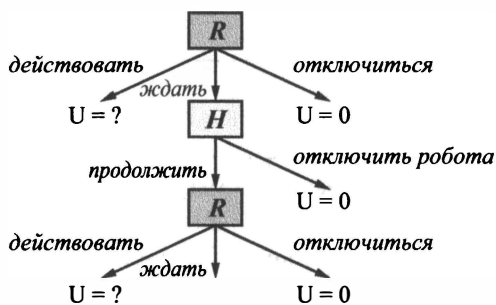 R
действовать
ждать
отключиться
U = ?
H
U = 0
продолжить
отключить робота
R
U = 0
действовать
ждать
отключиться
U = ?
U = 0